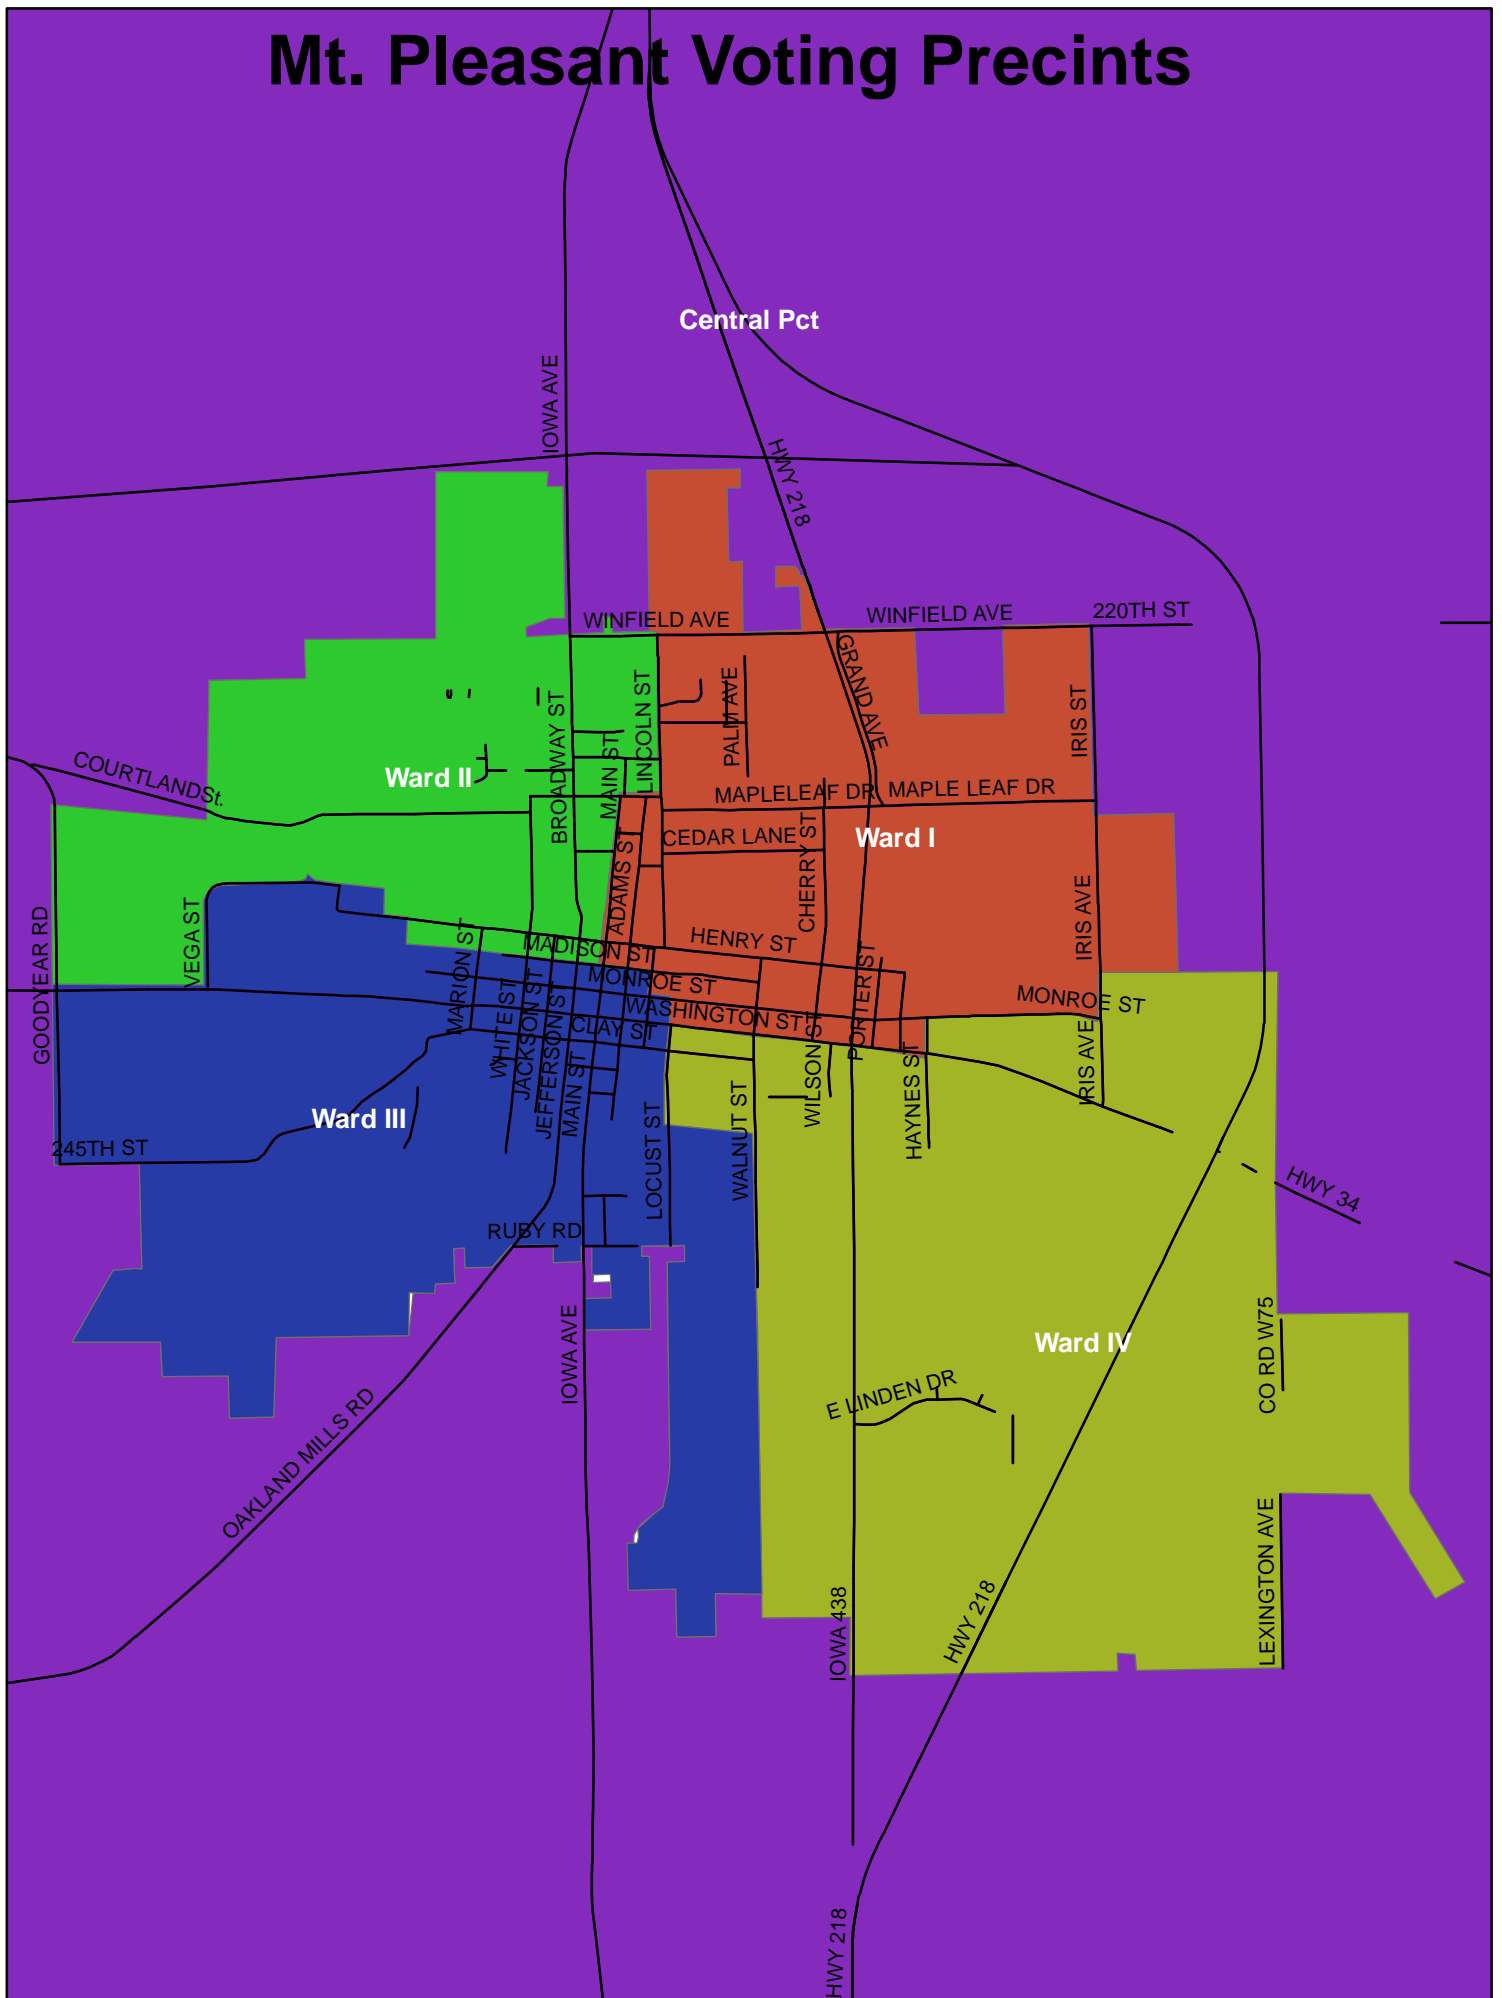 Mt. Pleasant Voting Precints
Central Pct
IOWA AVE
HWY 218
WINFIELD AVE
WINFIELD AVE
220TH ST
GRAND AVE
PALM AVE
LINCOLN ST
IRIS ST
BROADWAY ST
MAIN ST
COURTLANDSt.
Ward II
MAPLELEAF DR
MAPLE LEAF DR
CEDAR LANE
Ward I
CHERRY ST
ADAMS ST
IRIS AVE
VEGA ST
GOODYEAR RD
MARION ST
MADISON ST
HENRY ST
MONROE ST
PORTER ST
MONROE ST
WASHINGTON ST
CLAY ST
WHITE ST
JACKSON ST
JEFFERSON ST
MAIN ST
WILSON ST
HAYNES ST
IRIS AVE
Ward III
245TH ST
LOCUST ST
WALNUT ST
HWY 34
RUBY RD
IOWA AVE
Ward IV
CO RD W75
E LINDEN DR
OAKLAND MILLS RD
LEXINGTON AVE
IOWA 438
HWY 218
HWY 218